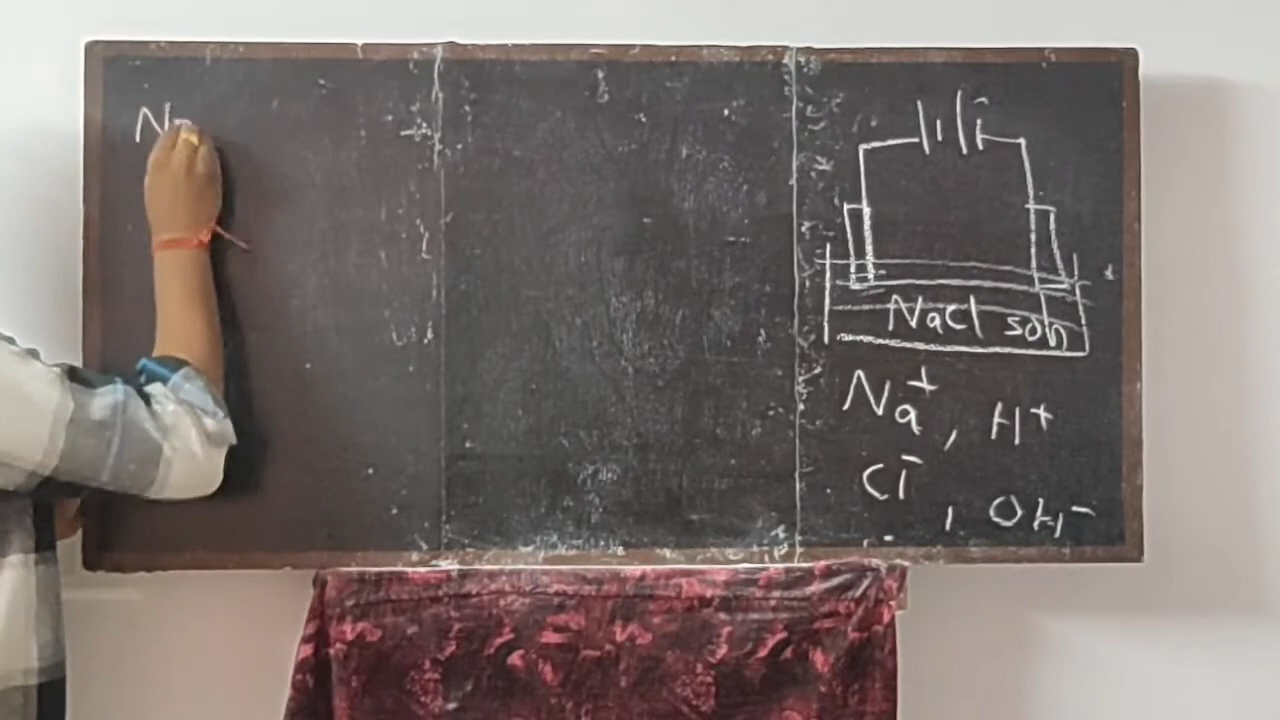 Na
NaCl soln
Na⁺, H⁺
Cl⁻, OH⁻